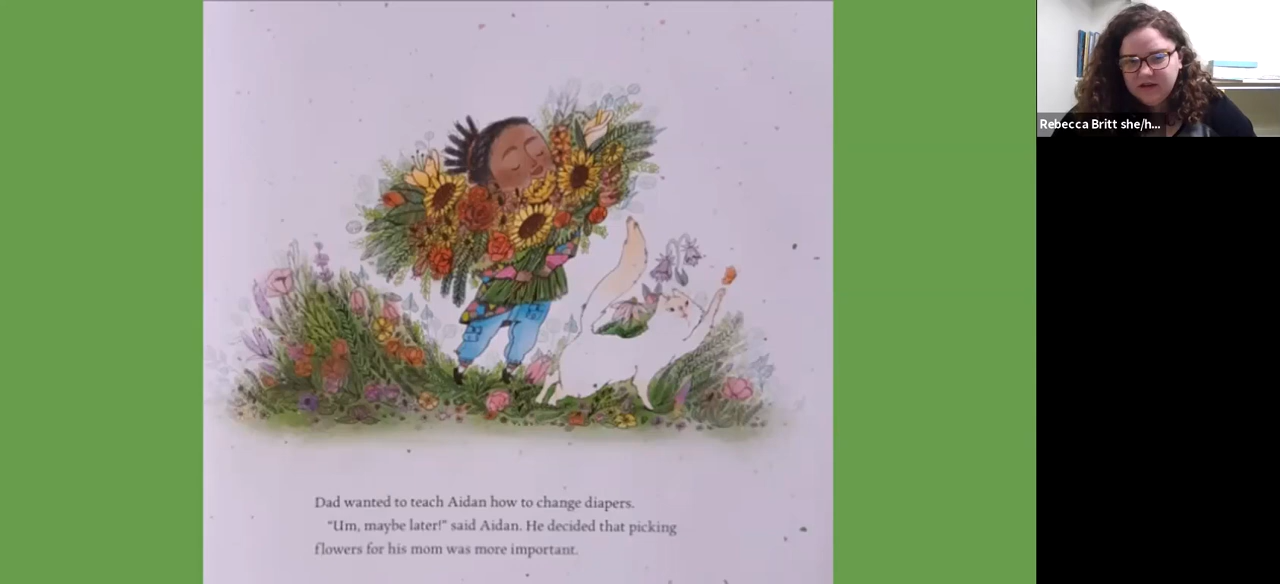 Rebecca Britt she/h...
Dad wanted to teach Aidan how to change diapers.
"Um, maybe later!" said Aidan. He decided that picking
flowers for his mom was more important.